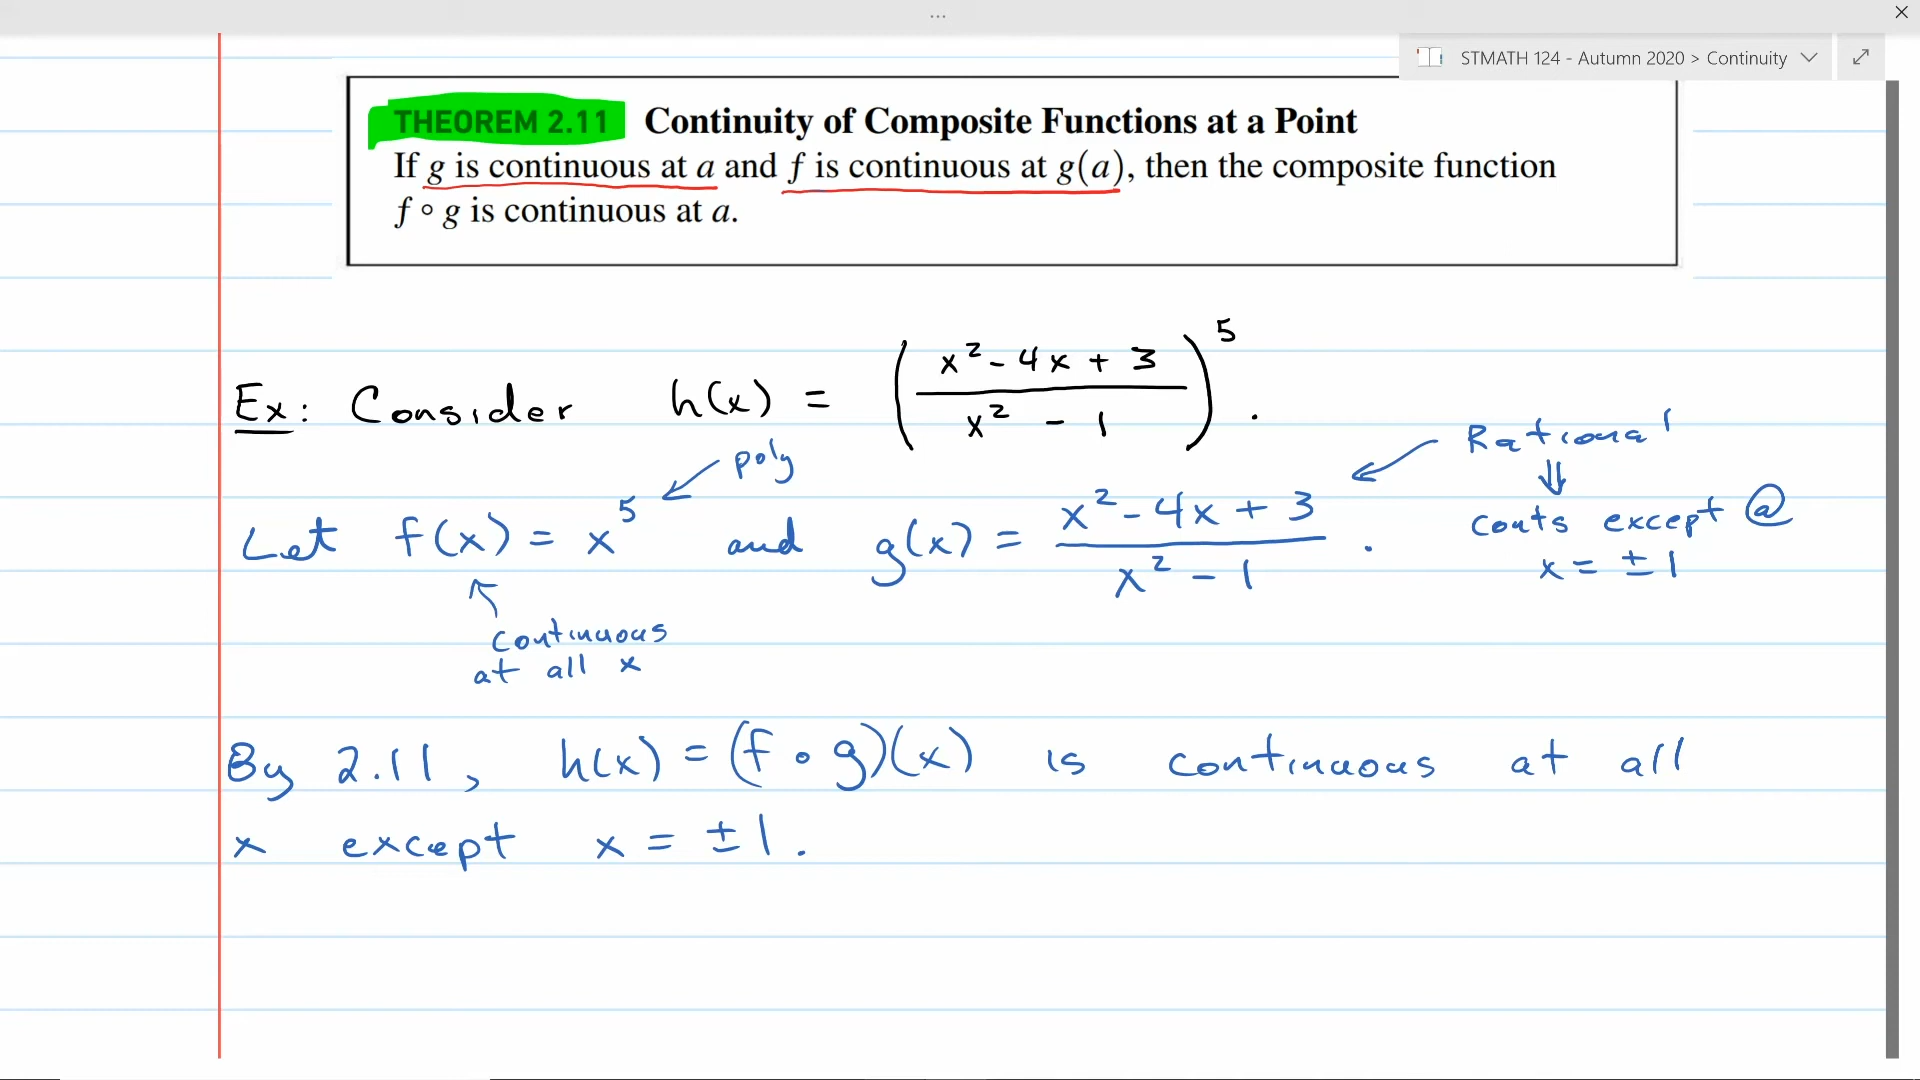 STMATH 124 - Autumn 2020 > Continuity
THEOREM 2.11 Continuity of Composite Functions at a Point
If g is continuous at a and f is continuous at g(a), then the composite function
f ∘ g is continuous at a.
Ex: Consider h(x) = ((x² - 4x + 3)/(x² - 1))⁵.
poly
Rational
⇓
Let f(x) = x⁵ and g(x) = (x² - 4x + 3)/(x² - 1).
conts except @
x = ±1
continuous
at all x
By 2.11, h(x) = (f ∘ g)(x) is continuous at all
x except x = ±1.